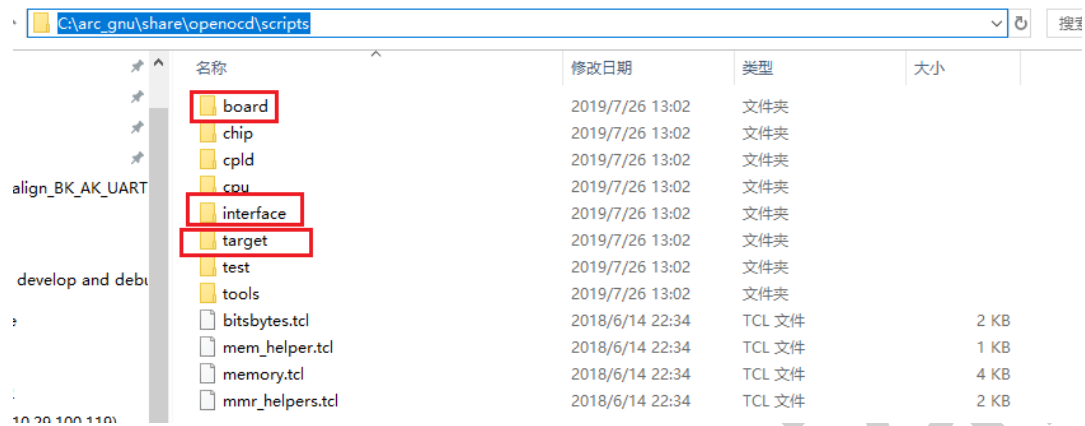 C:\arc_gnu\share\openocd\scripts
名称 修改日期 类型 大小
board 2019/7/26 13:02 文件夹
chip 2019/7/26 13:02 文件夹
cpld 2019/7/26 13:02 文件夹
align_BK_AK_UART cpu 2019/7/26 13:02 文件夹
interface 2019/7/26 13:02 文件夹
target 2019/7/26 13:02 文件夹
test 2019/7/26 13:02 文件夹
develop and debu
tools 2019/7/26 13:02 文件夹
bitsbytes.tcl 2018/6/14 22:34 TCL 文件 2 KB
mem_helper.tcl 2018/6/14 22:34 TCL 文件 1 KB
memory.tcl 2018/6/14 22:34 TCL 文件 4 KB
mmr_helpers.tcl 2018/6/14 22:34 TCL 文件 2 KB